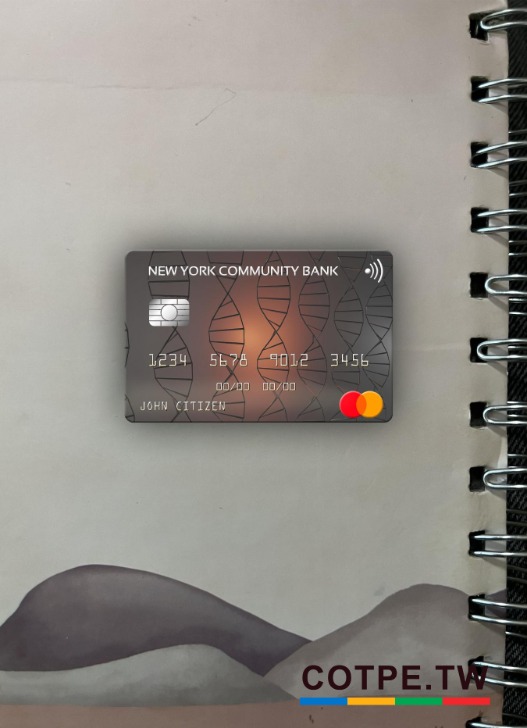 NEW YORK COMMUNITY BANK
1234 5678 9012 3456
00/00 00/00
JOHN CITIZEN
COTPE.TW